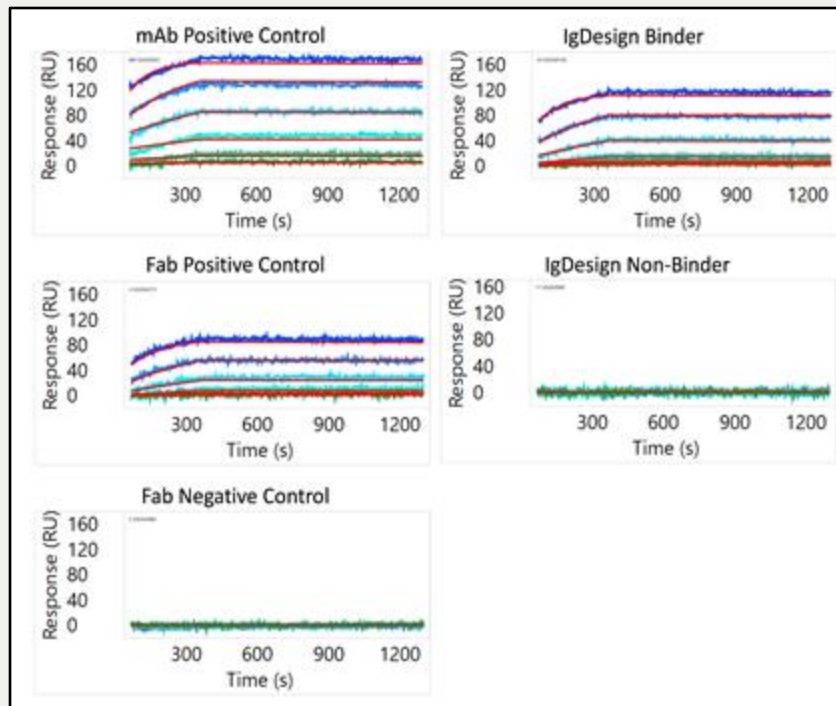 mAb Positive Control
Response (RU)
160
120
80
40
0
300 600 900 1200
Time (s)
IgDesign Binder
Response (RU)
160
120
80
40
0
300 600 900 1200
Time (s)
Fab Positive Control
Response (RU)
160
120
80
40
0
300 600 900 1200
Time (s)
IgDesign Non-Binder
Response (RU)
160
120
80
40
0
300 600 900 1200
Time (s)
Fab Negative Control
Response (RU)
160
120
80
40
0
300 600 900 1200
Time (s)